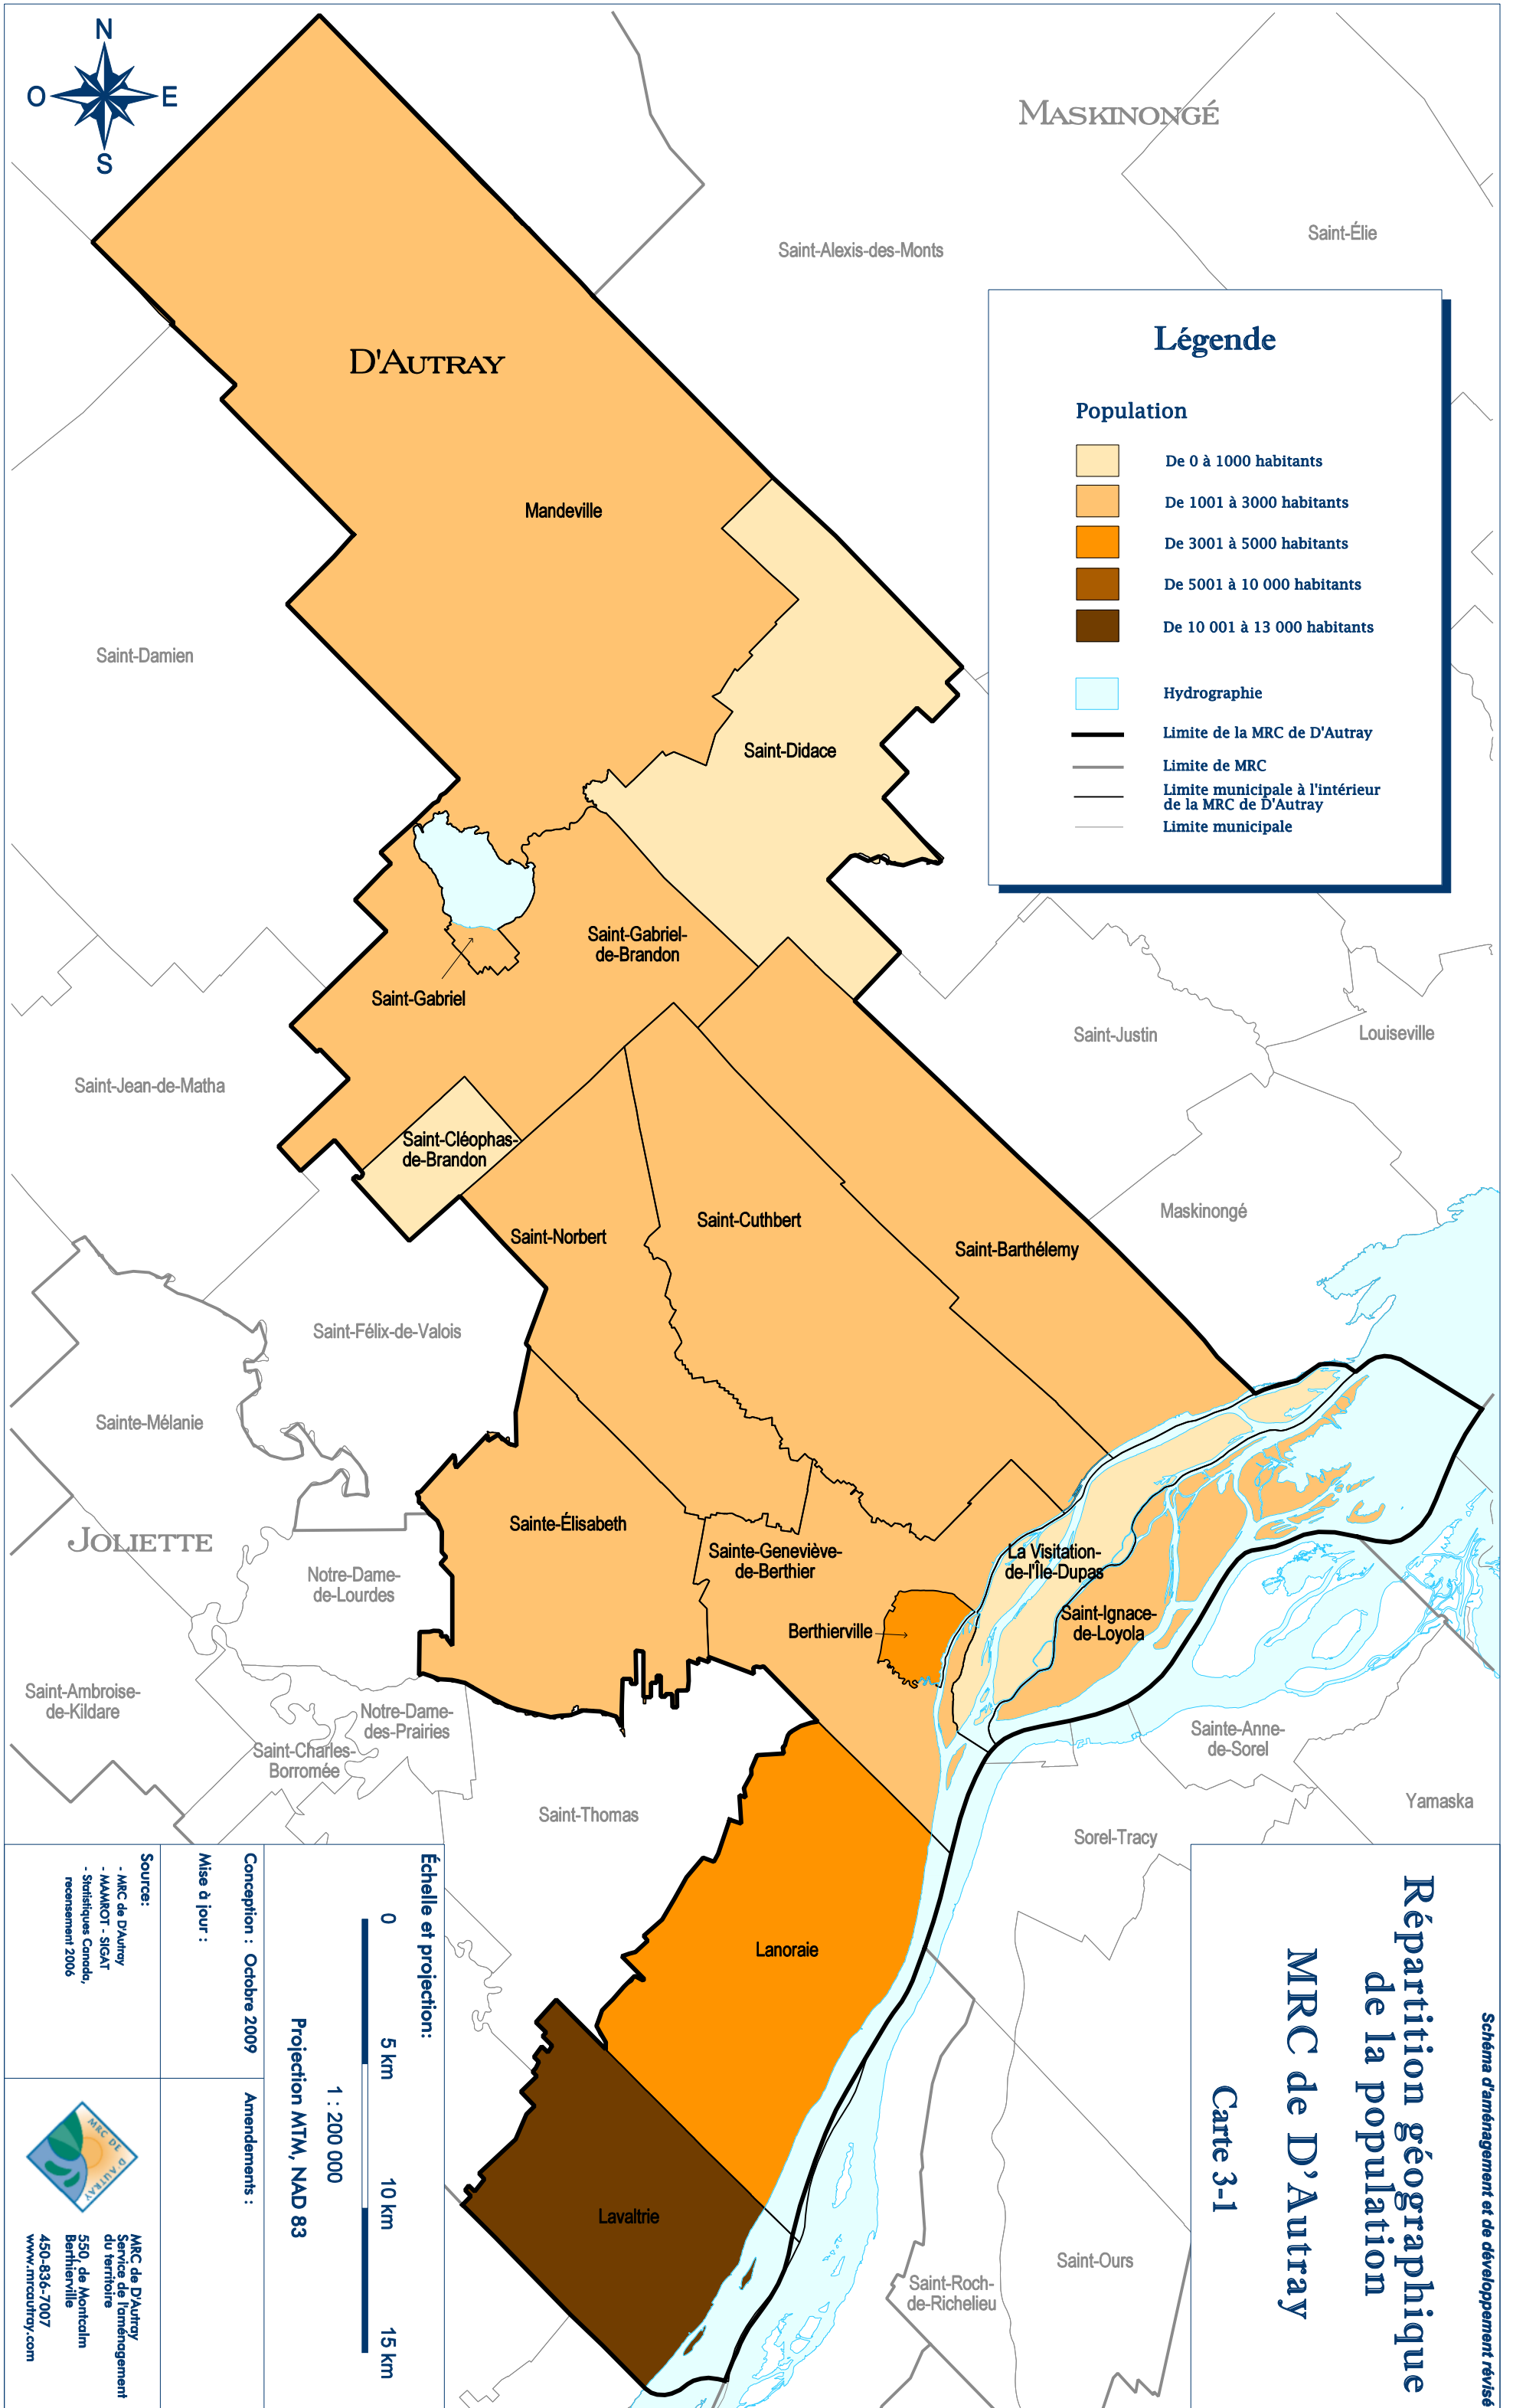 N
O
E
S
MASKINONGÉ
Saint-Élie
Saint-Alexis-des-Monts
Légende
Population
De 0 à 1000 habitants
De 1001 à 3000 habitants
De 3001 à 5000 habitants
De 5001 à 10 000 habitants
De 10 001 à 13 000 habitants
Hydrographie
Limite de la MRC de D'Autray
Limite de MRC
Limite municipale à l'intérieur
de la MRC de D'Autray
Limite municipale
D'AUTRAY
Mandeville
Saint-Damien
Saint-Didace
Saint-Gabriel-
de-Brandon
Saint-Gabriel
Saint-Justin
Louiseville
Saint-Jean-de-Matha
Saint-Cléophas-
de-Brandon
Maskinongé
Saint-Norbert
Saint-Cuthbert
Saint-Barthélemy
Saint-Félix-de-Valois
Sainte-Mélanie
JOLIETTE
Sainte-Élisabeth
Sainte-Geneviève-
de-Berthier
La Visitation-
de-l'Île-Dupas
Notre-Dame-
de-Lourdes
Saint-Ignace-
de-Loyola
Berthierville
Saint-Ambroise-
de-Kildare
Notre-Dame-
des-Prairies
Saint-Charles-
Borromée
Sainte-Anne-
de-Sorel
Yamaska
Saint-Thomas
Sorel-Tracy
Lanoraie
Lavaltrie
Saint-Ours
Saint-Roch-
de-Richelieu
Schéma d'aménagement et de développement révisé
Répartition géographique
de la population
MRC de D'Autray
Carte 3-1
Échelle et projection:
0 5 km 10 km 15 km
1 : 200 000
Projection MTM, NAD 83
Conception : Octobre 2009
Mise à jour :
Amendements :
Source:
- MRC de D'Autray
- MAMROT - SIGAT
- Statistiques Canada,
recensement 2006
MRC DE D'AUTRAY
MRC de D'Autray
Service de l'aménagement
du territoire
550, de Montcalm
Berthierville
450-836-7007
www.mrcautray.com